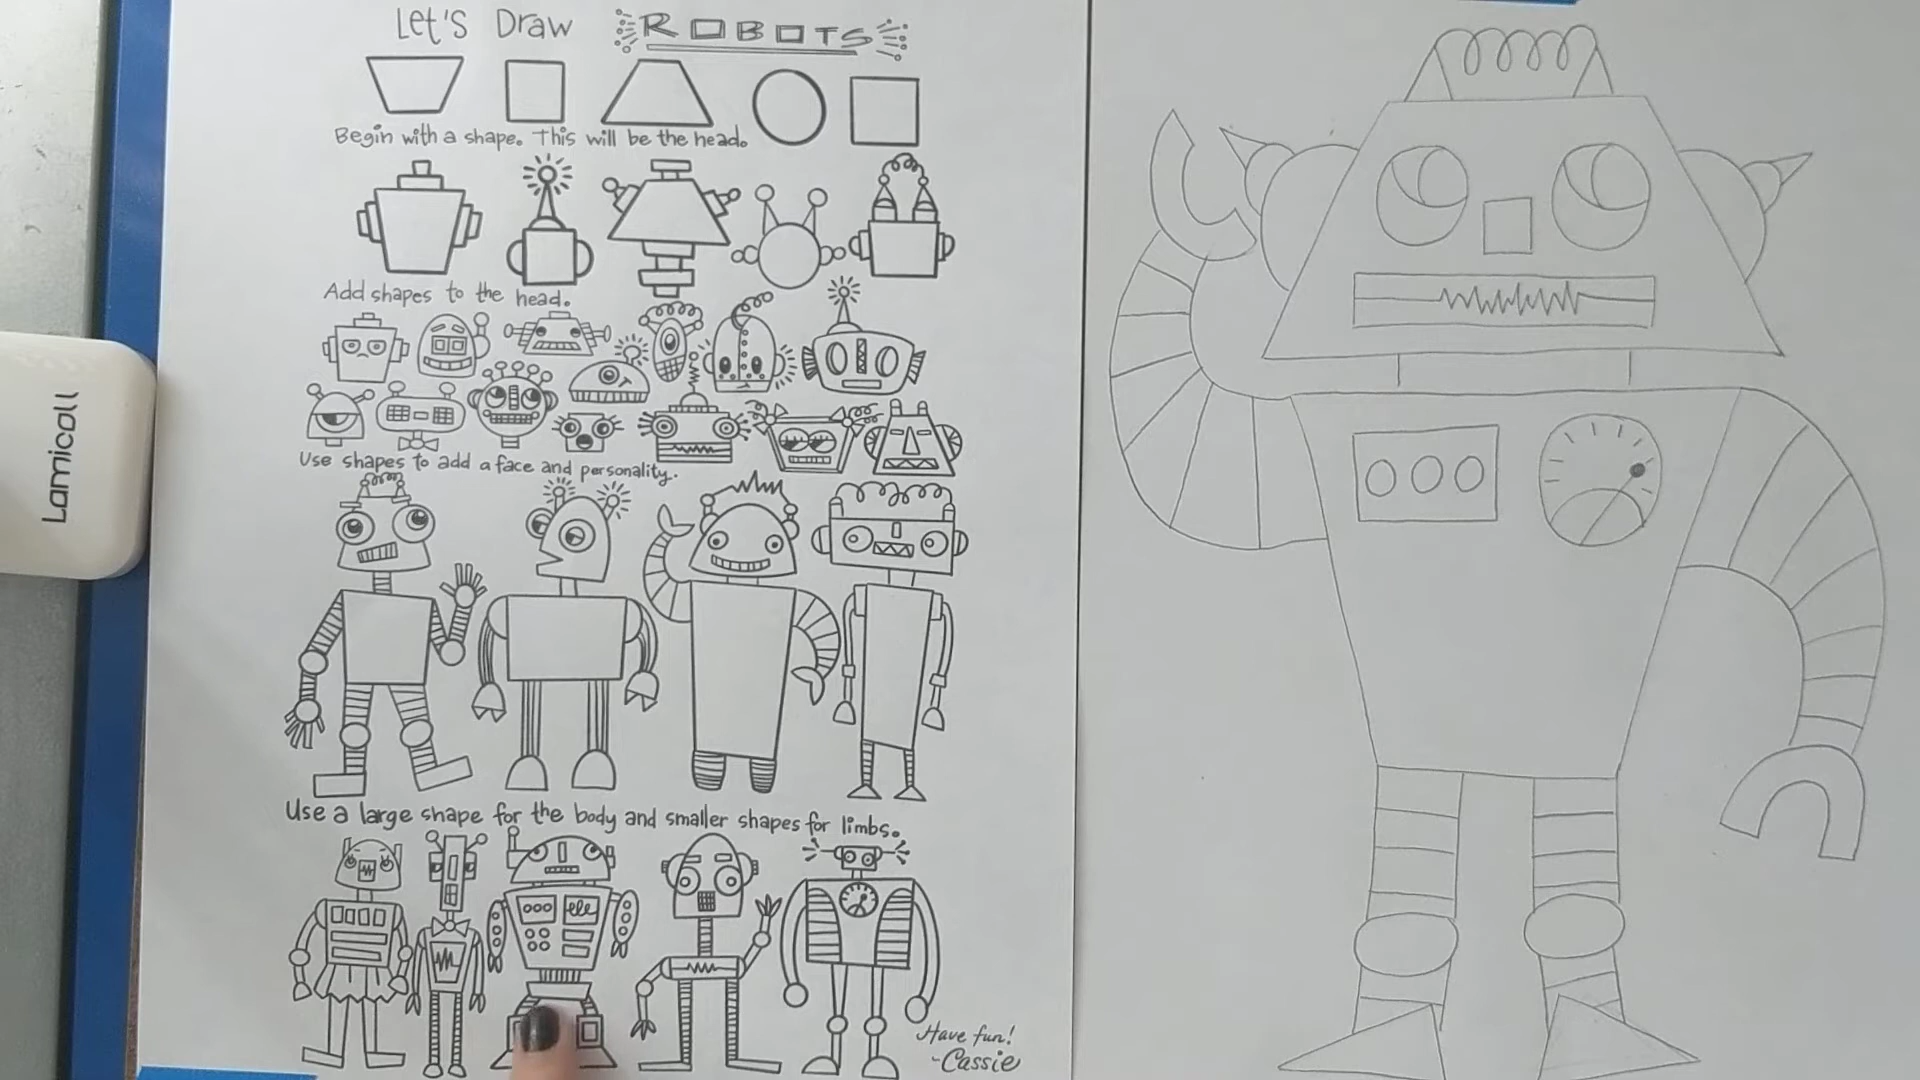 Let's Draw ROBOTS
Begin with a shape. This will be the head.
Add shapes to the head.
Use shapes to add a face and personality.
Use a large shape for the body and smaller shapes for limbs.
Have fun!
-Cassie
Lamicall